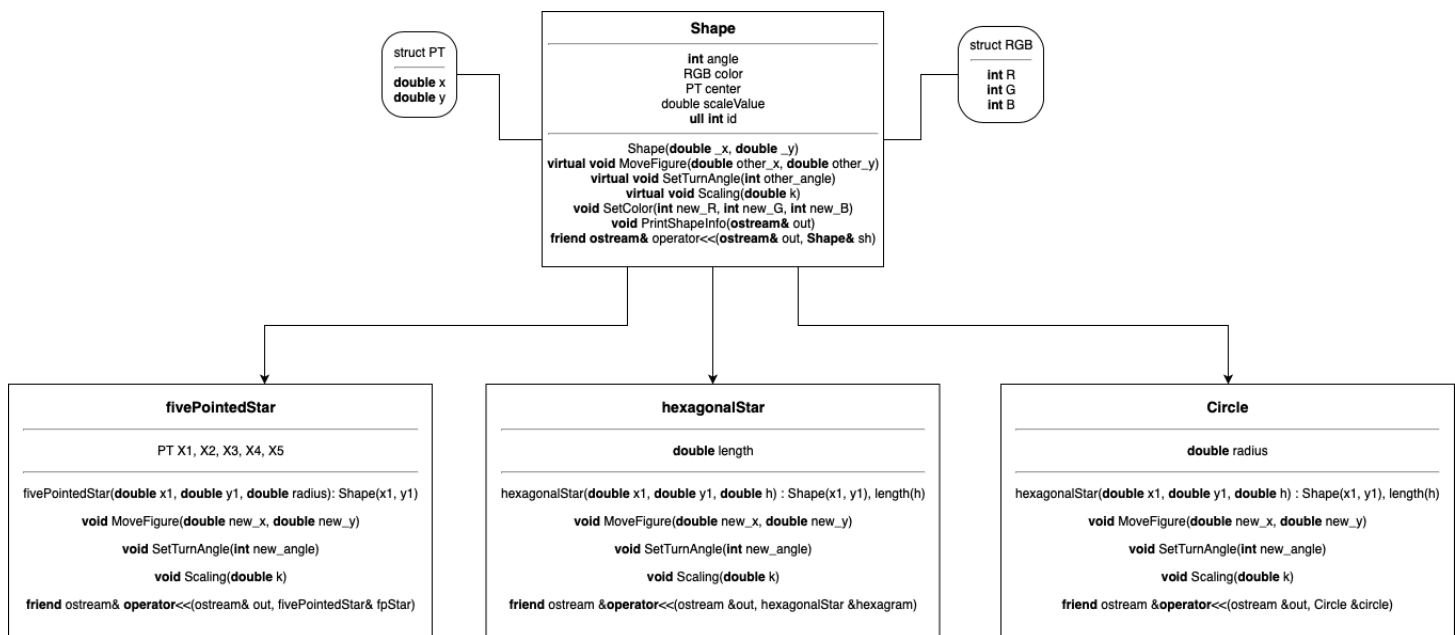 Shape
int angle
RGB color
PT center
double scaleValue
ull int id
Shape(double _x, double _y)
virtual void MoveFigure(double other_x, double other_y)
virtual void SetTurnAngle(int other_angle)
virtual void Scaling(double k)
void SetColor(int new_R, int new_G, int new_B)
void PrintShapeInfo(ostream& out)
friend ostream& operator<<(ostream& out, Shape& sh)
struct PT
double x
double y
struct RGB
int R
int G
int B
fivePointedStar
PT X1, X2, X3, X4, X5
fivePointedStar(double x1, double y1, double radius): Shape(x1, y1)
void MoveFigure(double new_x, double new_y)
void SetTurnAngle(int new_angle)
void Scaling(double k)
friend ostream& operator<<(ostream& out, fivePointedStar& fpStar)
hexagonalStar
double length
hexagonalStar(double x1, double y1, double h) : Shape(x1, y1), length(h)
void MoveFigure(double new_x, double new_y)
void SetTurnAngle(int new_angle)
void Scaling(double k)
friend ostream &operator<<(ostream &out, hexagonalStar &hexagram)
Circle
double radius
hexagonalStar(double x1, double y1, double h) : Shape(x1, y1), length(h)
void MoveFigure(double new_x, double new_y)
void SetTurnAngle(int new_angle)
void Scaling(double k)
friend ostream &operator<<(ostream &out, Circle &circle)